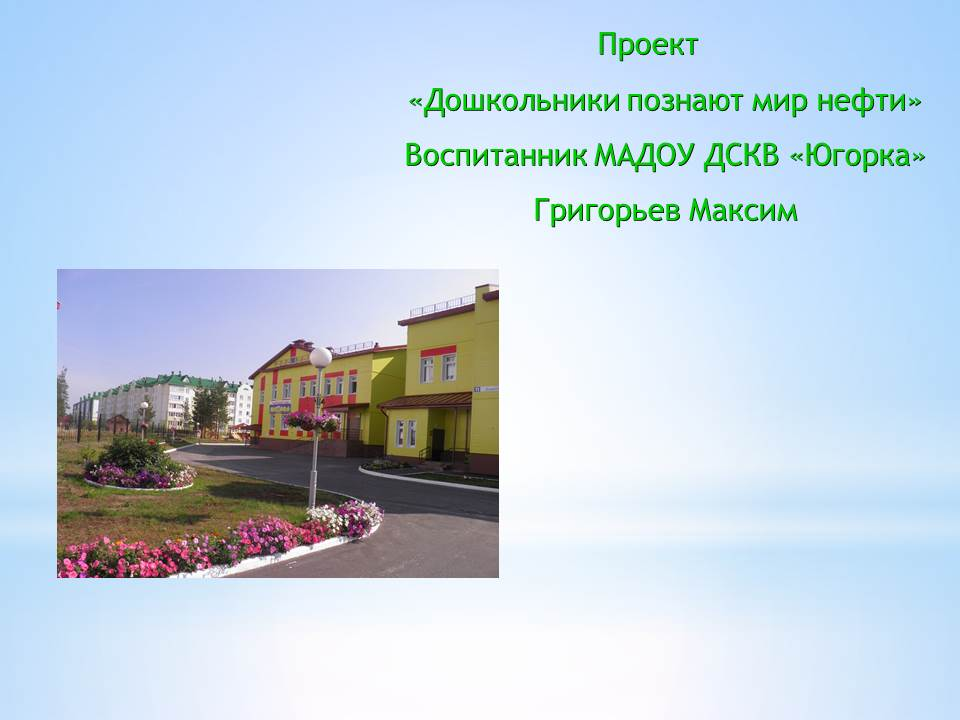 Проект
«Дошкольники познают мир нефти»
Воспитанник МАДОУ ДСКВ «Югорка»
Григорьев Максим